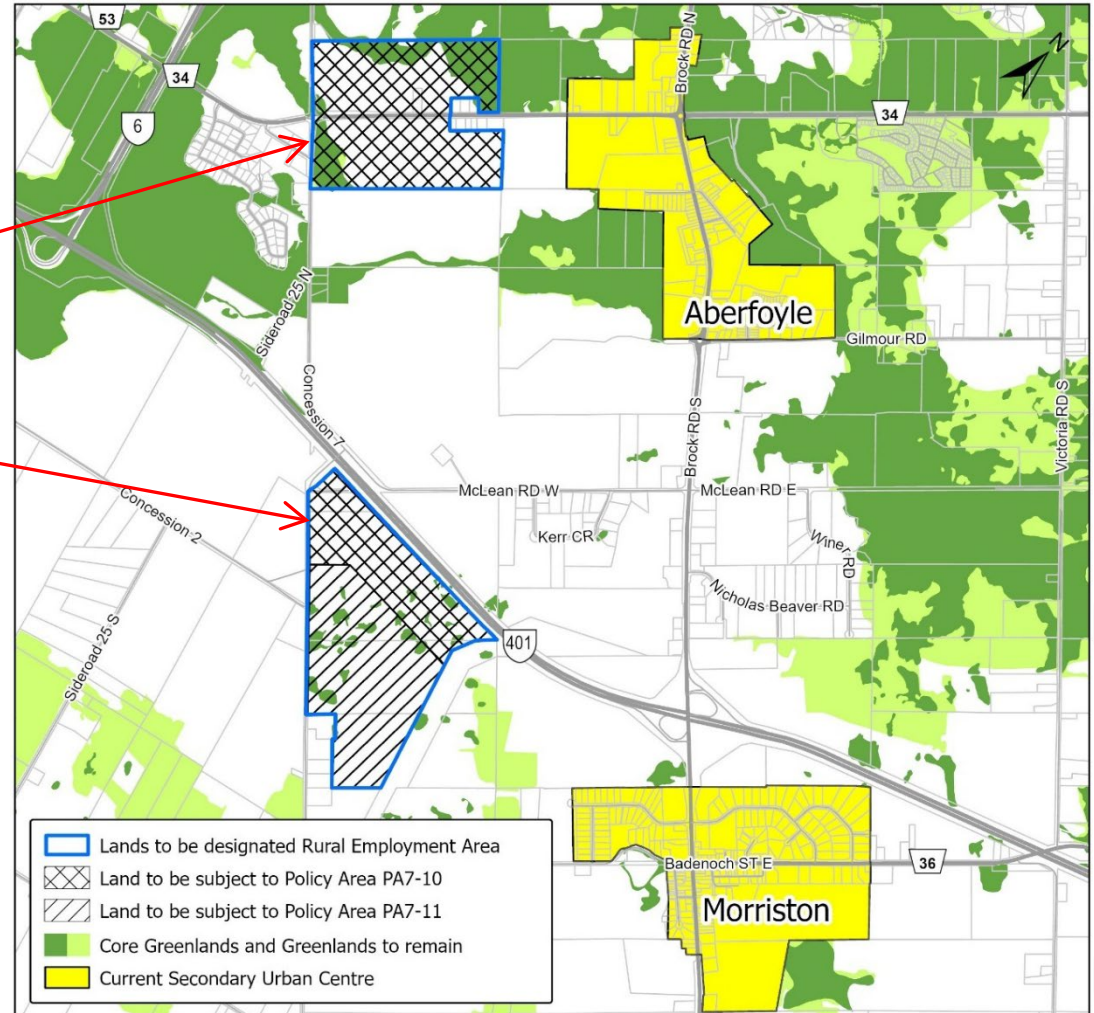 53
Brock RD N
N
34
6
34
Aberfoyle
Gilmour RD
Sideroad 25 N
Concession 7
Brock RD S
Victoria RD S
McLean RD W
McLean RD E
Concession 2
Kerr CR
Winer RD
Nicholas Beaver RD
Sideroad 25 S
401
Badenoch ST E
36
Morriston
Lands to be designated Rural Employment Area
Land to be subject to Policy Area PA7-10
Land to be subject to Policy Area PA7-11
Core Greenlands and Greenlands to remain
Current Secondary Urban Centre